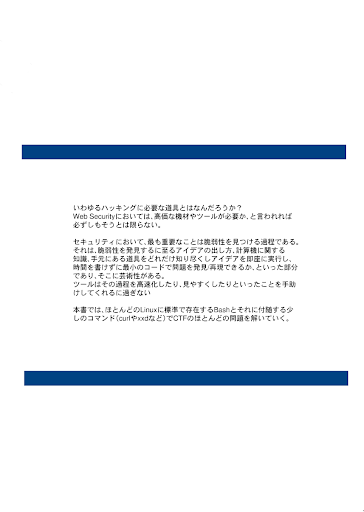 いわゆるハッキングに必要な道具とはなんだろうか？
Web Securityにおいては、高価な機材やツールが必要か、と言われれば
必ずしもそうとは限らない。
セキュリティにおいて、最も重要なことは脆弱性を見つける過程である。
それは、脆弱性を発見するに至るアイデアの出し方、計算機に関する
知識、手元にある道具をどれだけ知り尽くしアイデアを即座に実行し、
時間を書けずに最小のコードで問題を発見/再現できるか、といった部分
であり、そこに芸術性がある。
ツールはその過程を高速化したり、見やすくしたりといったことを手助
けしてくれるに過ぎない
本書では、ほとんどのLinuxに標準で存在するBashとそれに付随する少
しのコマンド（curlやxxdなど）でCTFのほとんどの問題を解いていく。